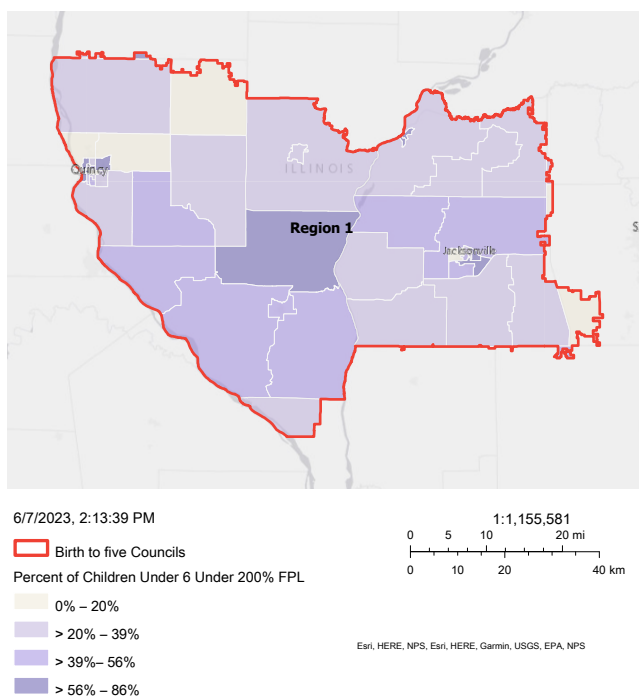 Quincy
ILLINOIS
Region 1
Jacksonville
S
6/7/2023, 2:13:39 PM
1:1,155,581
0 5 10 20 mi
0 10 20 40 km
Birth to five Councils
Percent of Children Under 6 Under 200% FPL
0% – 20%
> 20% – 39%
> 39%– 56%
> 56% – 86%
Esri, HERE, NPS, Esri, HERE, Garmin, USGS, EPA, NPS